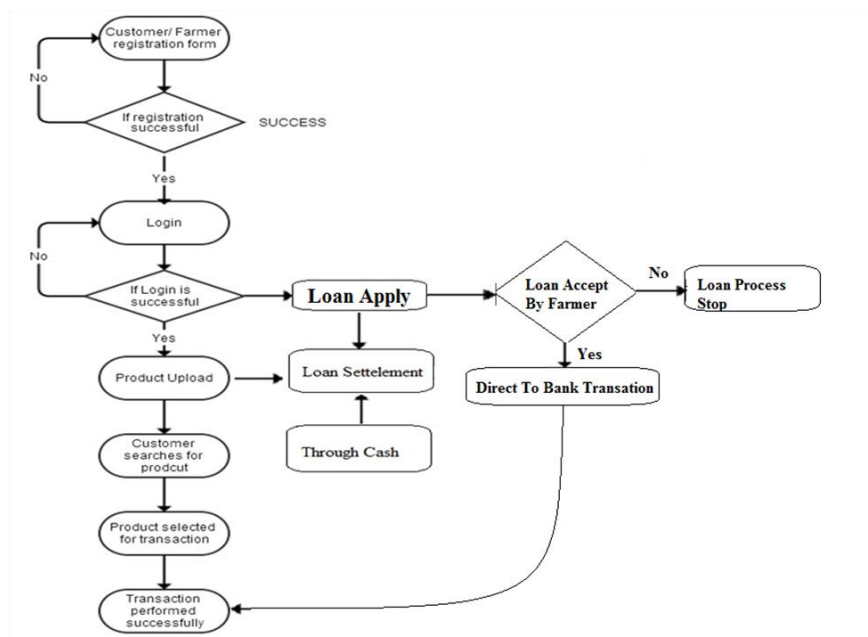 Customer/ Farmer
registration form
No
If registration
successful
SUCCESS
Yes
Login
No
If Login is
successful
Loan Apply
Loan Accept
By Farmer
No
Loan Process
Stop
Yes
Yes
Product Upload
Loan Settelement
Direct To Bank Transation
Customer
searches for
prodcut
Through Cash
Product selected
for transaction
Transaction
performed
successfully